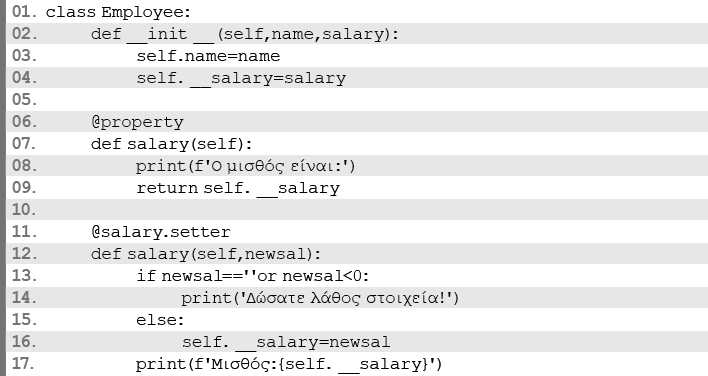 01. class Employee:
02. def __init __(self,name,salary):
03. self.name=name
04. self. __salary=salary
05.
06. @property
07. def salary(self):
08. print(f'Ο μισθός είναι:')
09. return self. __salary
10.
11. @salary.setter
12. def salary(self,newsal):
13. if newsal==''or newsal<0:
14. print('Δώσατε λάθος στοιχεία!')
15. else:
16. self. __salary=newsal
17. print(f'Μισθός:{self. __salary}')